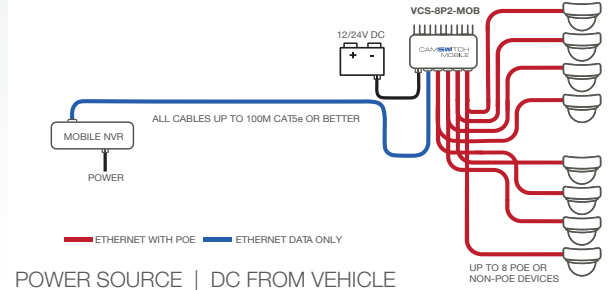 VCS-8P2-MOB
12/24V DC
+ -
CAMSWITCH
MOBILE
ALL CABLES UP TO 100M CAT5e OR BETTER
MOBILE NVR
POWER
ETHERNET WITH POE
ETHERNET DATA ONLY
UP TO 8 POE OR
NON-POE DEVICES
POWER SOURCE | DC FROM VEHICLE